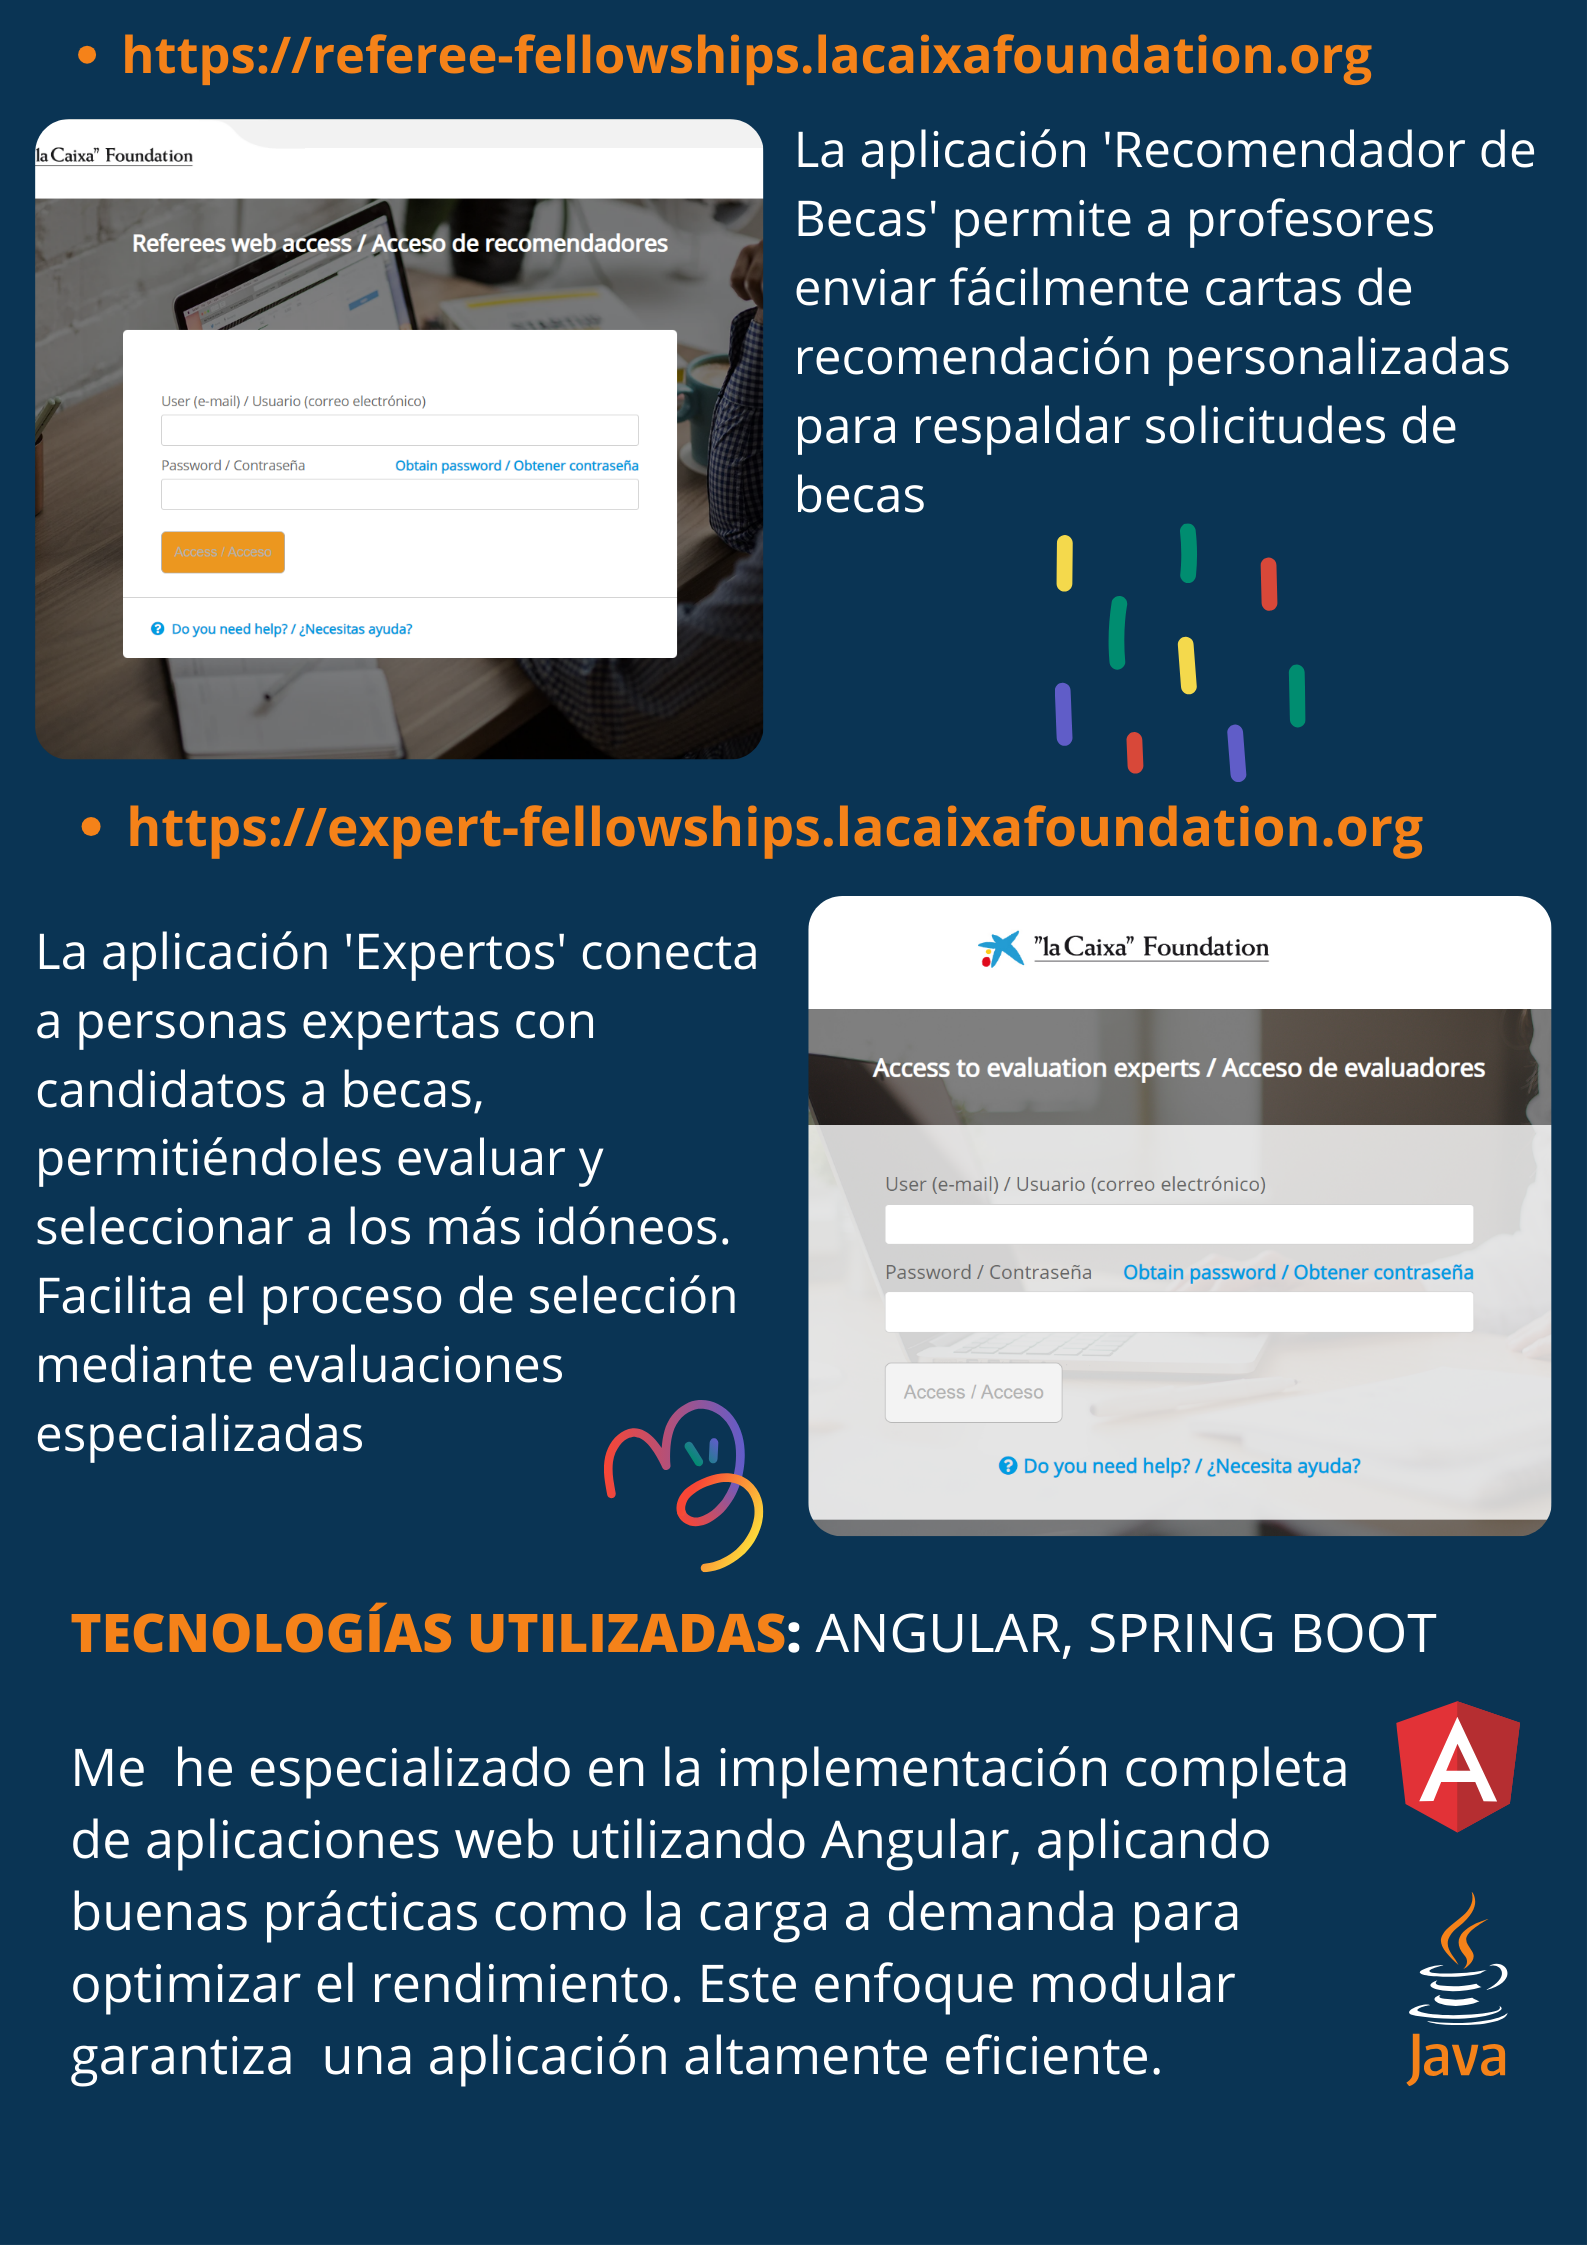 • https://referee-fellowships.lacaixafoundation.org
la Caixa” Foundation
Referees web access / Acceso de recomendadores
User (e-mail) / Usuario (correo electrónico)
Password / Contraseña Obtain password / Obtener contraseña
Access / Acceso
Do you need help? / ¿Necesitas ayuda?
La aplicación 'Recomendador de
Becas' permite a profesores
enviar fácilmente cartas de
recomendación personalizadas
para respaldar solicitudes de
becas
• https://expert-fellowships.lacaixafoundation.org
La aplicación 'Expertos' conecta
a personas expertas con
candidatos a becas,
permitiéndoles evaluar y
seleccionar a los más idóneos.
Facilita el proceso de selección
mediante evaluaciones
especializadas
”la Caixa” Foundation
Access to evaluation experts / Acceso de evaluadores
User (e-mail) / Usuario (correo electrónico)
Password / Contraseña Obtain password / Obtener contraseña
Access / Acceso
Do you need help? / ¿Necesita ayuda?
TECNOLOGÍAS UTILIZADAS: ANGULAR, SPRING BOOT
Me he especializado en la implementación completa
de aplicaciones web utilizando Angular, aplicando
buenas prácticas como la carga a demanda para
optimizar el rendimiento. Este enfoque modular
garantiza una aplicación altamente eficiente.
A
Java